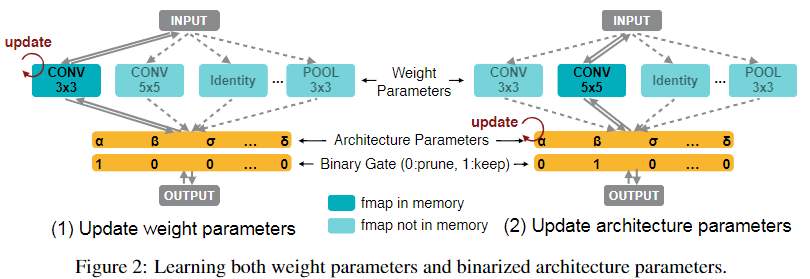 INPUT
update
CONV 3x3
CONV 5x5
Identity
...
POOL 3x3
Weight Parameters
INPUT
CONV 3x3
CONV 5x5
Identity
...
POOL 3x3
α ß σ ... δ
Architecture Parameters
update
α ß σ ... δ
1 0 0 ... 0
Binary Gate (0:prune, 1:keep)
0 1 0 ... 0
OUTPUT
OUTPUT
fmap in memory
fmap not in memory
(1) Update weight parameters
(2) Update architecture parameters
Figure 2: Learning both weight parameters and binarized architecture parameters.